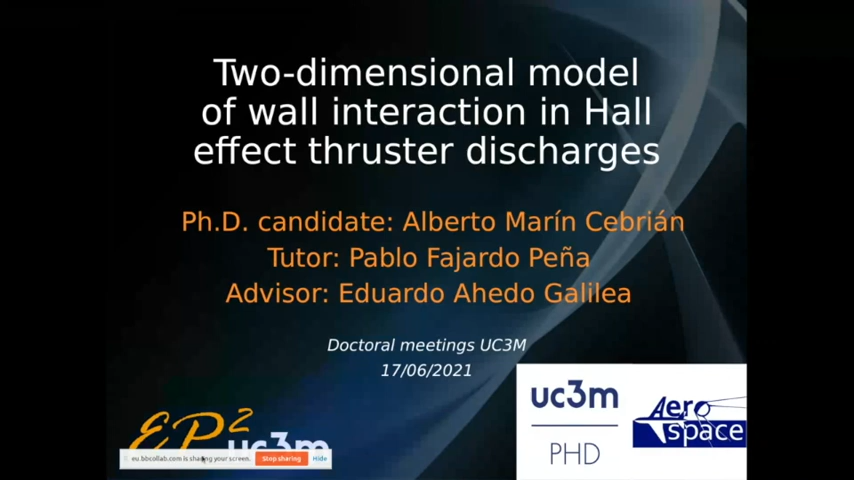 Two-dimensional model
of wall interaction in Hall
effect thruster discharges
Ph.D. candidate: Alberto Marín Cebrián
Tutor: Pablo Fajardo Peña
Advisor: Eduardo Ahedo Galilea
Doctoral meetings UC3M
17/06/2021
EP2 uc3m
eu.bbcollab.com is sharing your screen. Stop sharing Hide
uc3m
PHD
Aero
space